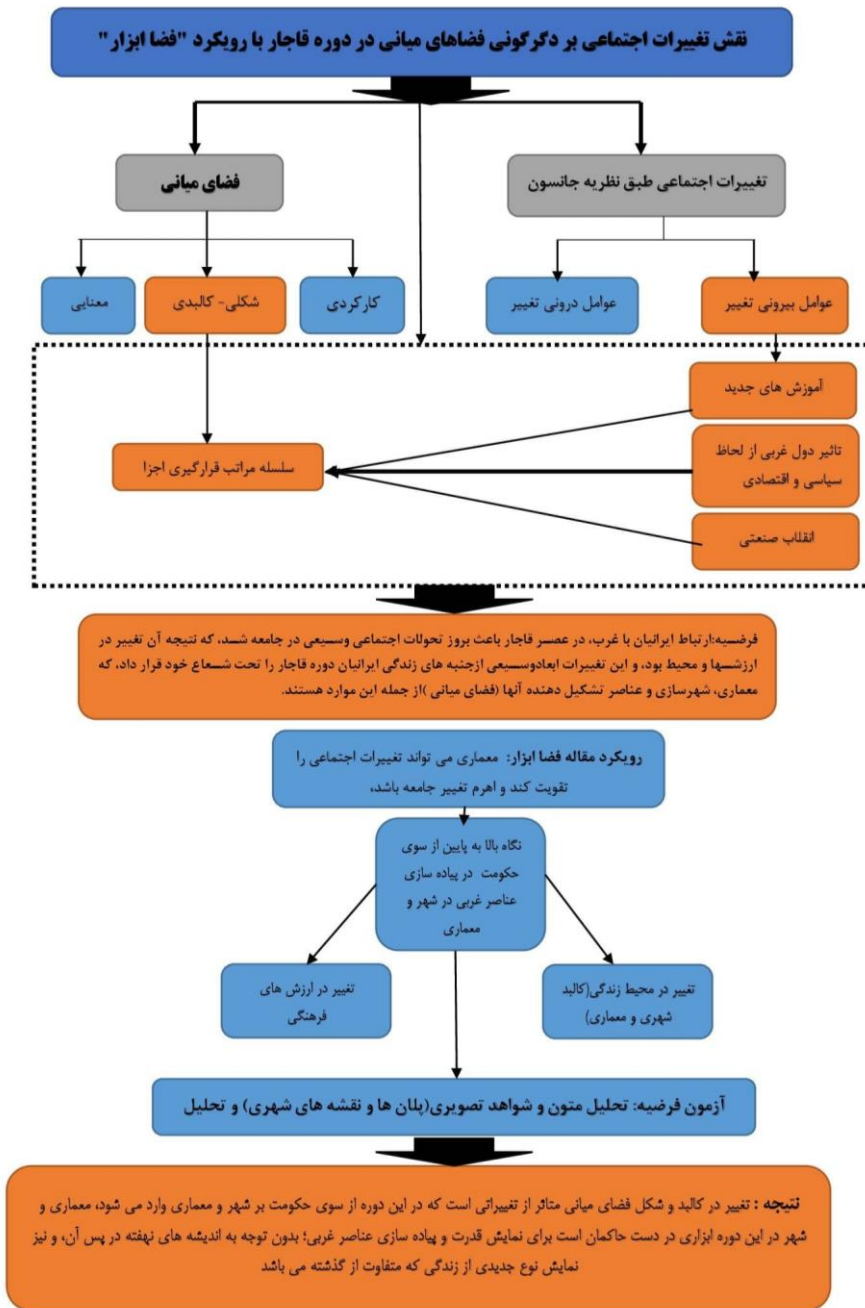 نقش تغییرات اجتماعی بر دگرگونی فضاهای میانی در دوره قاجار با رویکرد "فضا ابزار"
تغییرات اجتماعی طبق نظریه جانسون
فضای میانی
عوامل بیرونی تغییر
عوامل درونی تغییر
کارکردی
شکلی- کالبدی
معنایی
آموزش های جدید
تاثیر دول غربی از لحاظ
سیاسی و اقتصادی
انقلاب صنعتی
سلسله مراتب قرارگیری اجزا
فرضیه:ارتباط ایرانیان با غرب، در عصر قاجار باعث بروز تحولات اجتماعی وسیعی در جامعه شد، که نتیجه آن تغییر در
ارزشها و محیط بود، و این تغییرات ابعادوسیعی ازجنبه های زندگی ایرانیان دوره قاجار را تحت شعاع خود قرار داد، که
معماری، شهرسازی و عناصر تشکیل دهنده آنها (فضای میانی )از جمله این موارد هستند.
رویکرد مقاله فضا ابزار: معماری می تواند تغییرات اجتماعی را
تقویت کند و اهرم تغییر جامعه باشد،
نگاه بالا به پایین از سوی
حکومت در پیاده سازی
عناصر غربی در شهر و
معماری
تغییر در محیط زندگی(کالبد
شهری و معماری)
تغییر در ارزش های
فرهنگی
آزمون فرضیه: تحلیل متون و شواهد تصویری(پلان ها و نقشه های شهری) و تحلیل
نتیجه : تغییر در کالبد و شکل فضای میانی متاثر از تغییراتی است که در این دوره از سوی حکومت بر شهر و معماری وارد می شود، معماری و
شهر در این دوره ابزاری در دست حاکمان است برای نمایش قدرت و پیاده سازی عناصر غربی؛ بدون توجه به اندیشه های نهفته در پس آن، و نیز
نمایش نوع جدیدی از زندگی که متفاوت از گذشته می باشد